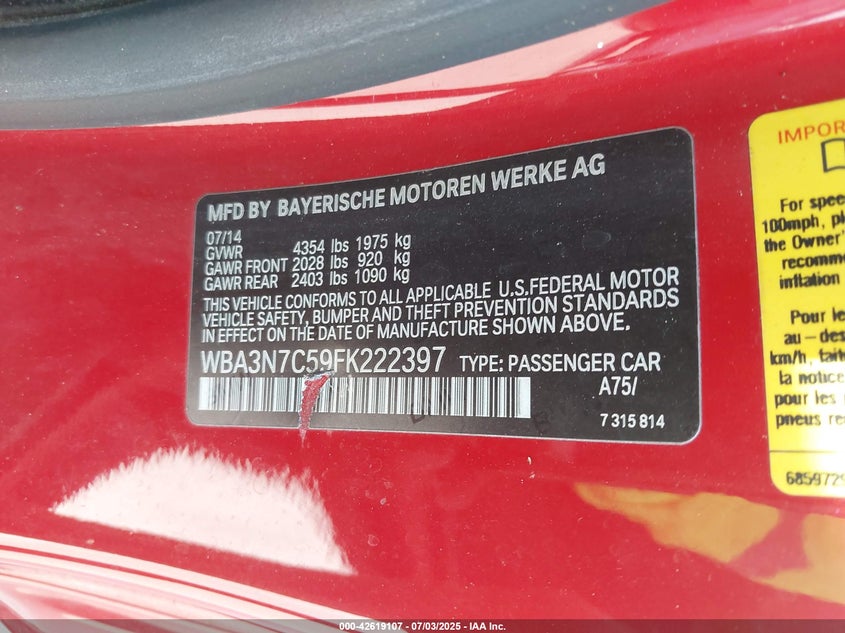 MFD BY BAYERISCHE MOTOREN WERKE AG
07/14
GVWR 4354 lbs 1975 kg
GAWR FRONT 2028 lbs 920 kg
GAWR REAR 2403 lbs 1090 kg
THIS VEHICLE CONFORMS TO ALL APPLICABLE U.S.FEDERAL MOTOR
VEHICLE SAFETY, BUMPER AND THEFT PREVENTION STANDARDS
IN EFFECT ON THE DATE OF MANUFACTURE SHOWN ABOVE.
WBA3N7C59FK222397 TYPE: PASSENGER CAR
A75/
7 315 814
IMPOR
For spee
100mph, pl
the Owner'
recomm
inflation
Pour le
au-des
km/h, fait
la notice
pour les
pneus re
6859729
000-42619107 - 07/03/2025 - IAA Inc.